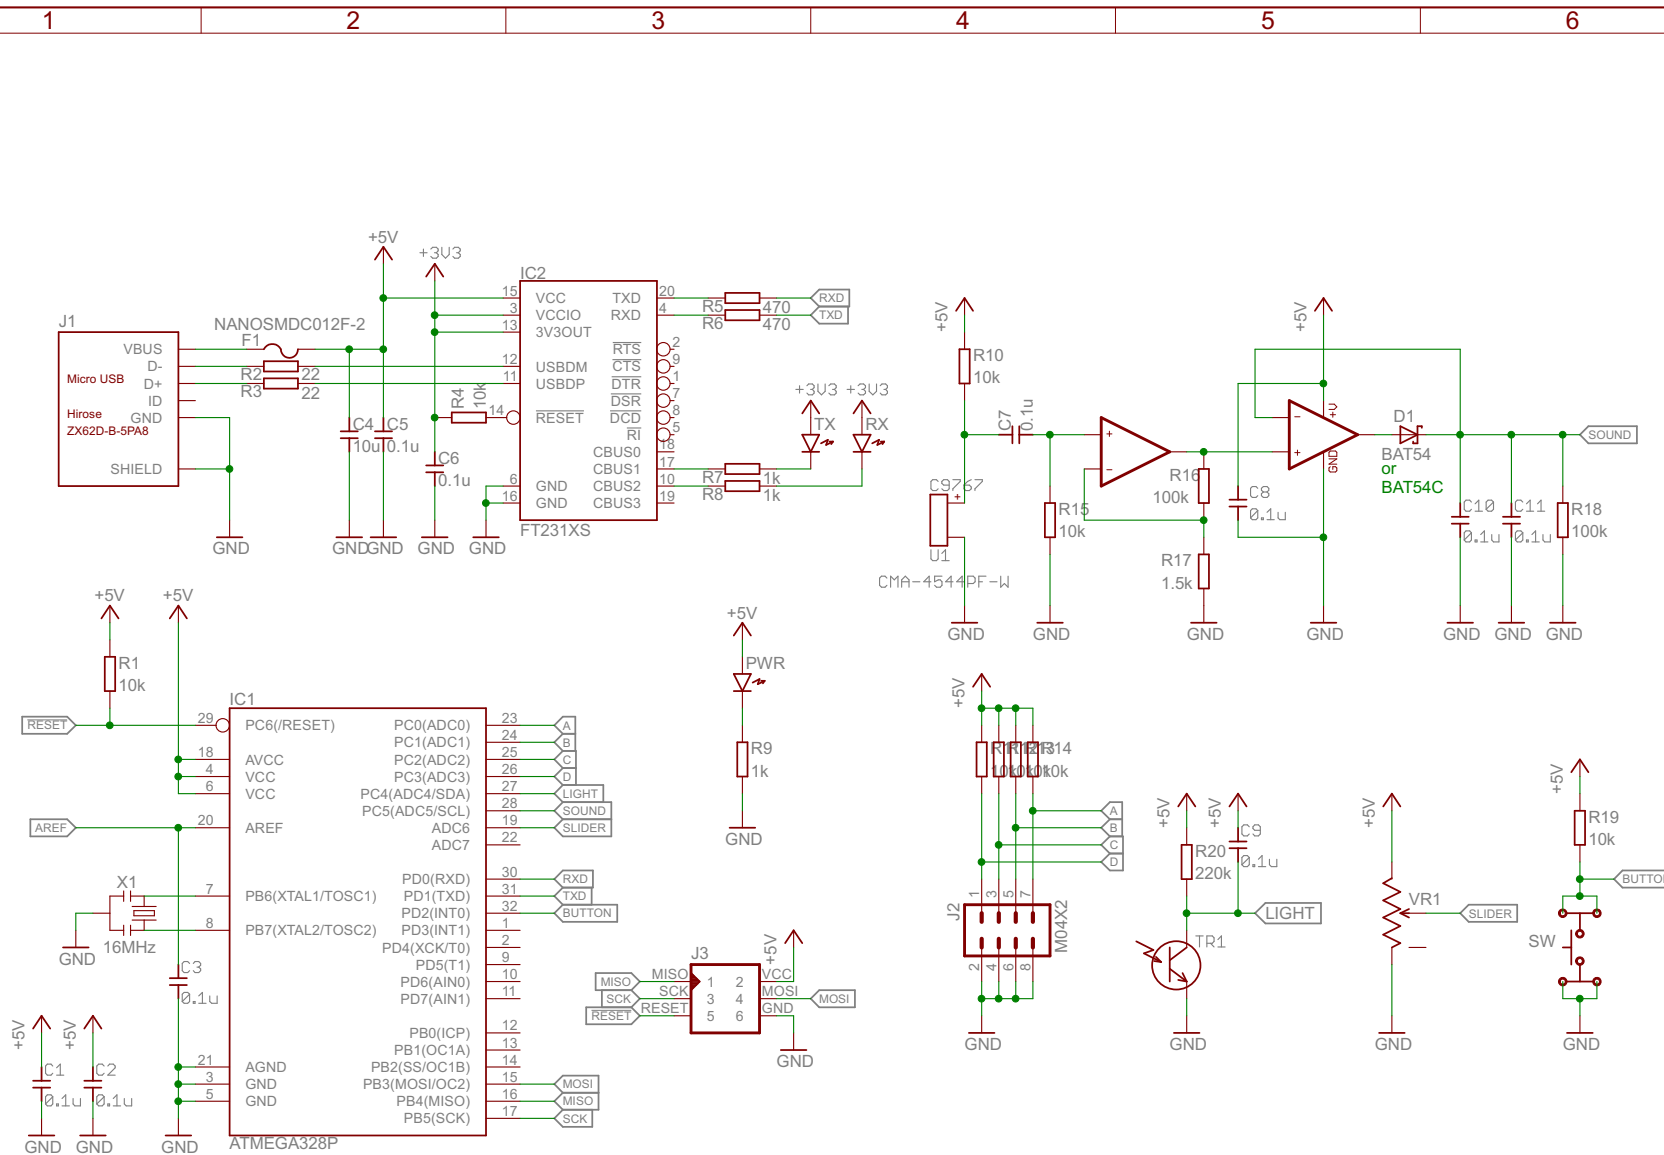 1 2 3 4 5 6
+5V
+3V3
J1
VBUS
D-
D+
ID
GND
SHIELD
Micro USB
Hirose
ZX62D-B-5PA8
GND
NANOSMDC012F-2
F1
R2 22
R3 22
C4
10u
C5
0.1u
GND
GND
R4
10k
C6
0.1u
GND
GND
IC2
15 VCC TXD 20
3 VCCIO RXD 4
13 3V3OUT
RTS 2
12 USBDM CTS 9
11 USBDP DTR 1
DSR 7
14 RESET DCD 8
RI 5
CBUS0 18
CBUS1 17
6 GND CBUS2 10
16 GND CBUS3 19
FT231XS
R5 470
R6 470
RXD
TXD
+3V3 +3V3
TX RX
R7 1k
R8 1k
+5V
R10
10k
C7
0.1u
C9767
+
U1
CMA-4544PF-W
GND
R15
10k
GND
+
-
R16
100k
R17
1.5k
GND
+5V
C8
0.1u
-
+
+V
GND
GND
D1
BAT54
or
BAT54C
SOUND
C10
0.1u
GND
C11
0.1u
GND
R18
100k
GND
+5V
R1
10k
RESET
+5V
AREF
X1
16MHz
GND
C3
0.1u
GND
+5V
C1
0.1u
GND
+5V
C2
0.1u
GND
IC1
29 PC6(/RESET) PC0(ADC0) 23 A
PC1(ADC1) 24 B
18 AVCC PC2(ADC2) 25 C
4 VCC PC3(ADC3) 26 D
6 VCC PC4(ADC4/SDA) 27 LIGHT
PC5(ADC5/SCL) 28 SOUND
20 AREF ADC6 19 SLIDER
ADC7 22
PD0(RXD) 30 RXD
7 PB6(XTAL1/TOSC1) PD1(TXD) 31 TXD
PD2(INT0) 32 BUTTON
8 PB7(XTAL2/TOSC2) PD3(INT1) 1
PD4(XCK/T0) 2
PD5(T1) 9
PD6(AIN0) 10
PD7(AIN1) 11
PB0(ICP) 12
PB1(OC1A) 13
21 AGND PB2(SS/OC1B) 14
3 GND PB3(MOSI/OC2) 15 MOSI
5 GND PB4(MISO) 16 MISO
PB5(SCK) 17 SCK
ATMEGA328P
+5V
PWR
R9
1k
GND
J3
MISO MISO 1 2 VCC +5V
SCK SCK 3 4 MOSI MOSI
RESET RESET 5 6 GND
GND
+5V
R14
10k
A
B
C
D
J2
1 3 5 7
2 4 6 8
M04X2
GND
+5V
R20
220k
+5V
C9
0.1u
LIGHT
TR1
GND
+5V
VR1
SLIDER
GND
+5V
R19
10k
SW
GND